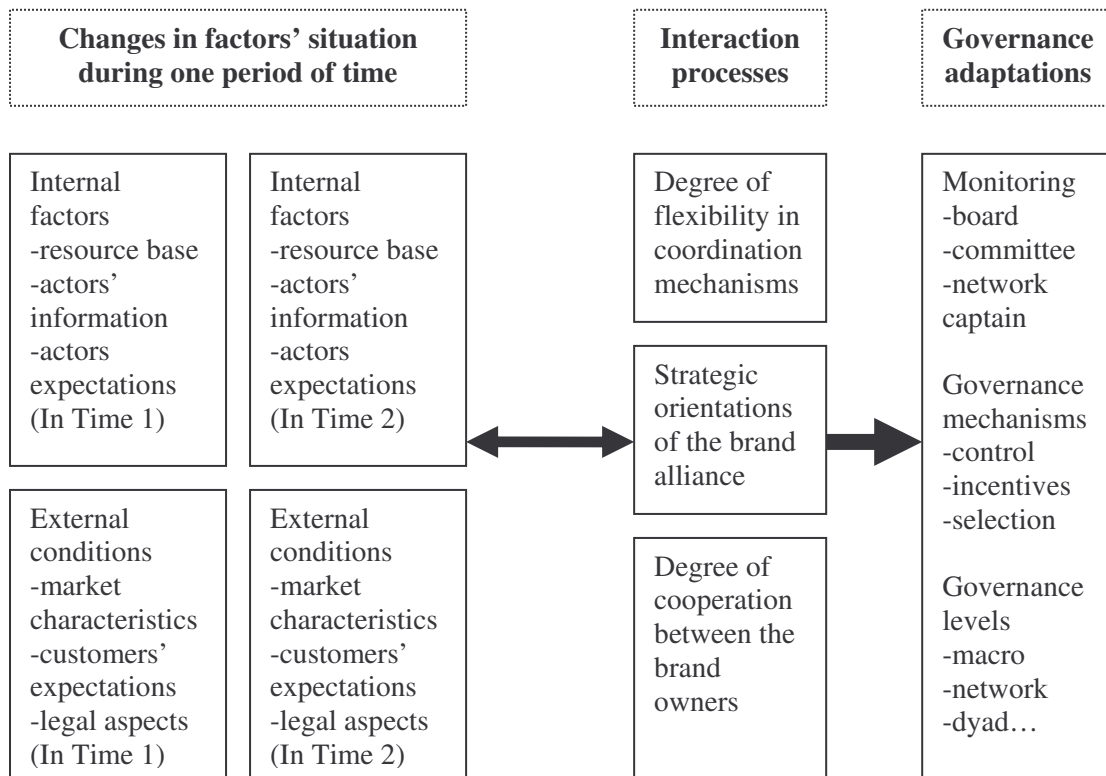 Changes in factors’ situation
during one period of time
Interaction
processes
Governance
adaptations
Internal
factors
-resource base
-actors’
information
-actors
expectations
(In Time 1)
Internal
factors
-resource base
-actors’
information
-actors
expectations
(In Time 2)
External
conditions
-market
characteristics
-customers’
expectations
-legal aspects
(In Time 1)
External
conditions
-market
characteristics
-customers’
expectations
-legal aspects
(In Time 2)
Degree of
flexibility in
coordination
mechanisms
Strategic
orientations
of the brand
alliance
Degree of
cooperation
between the
brand
owners
Monitoring
-board
-committee
-network
captain
Governance
mechanisms
-control
-incentives
-selection
Governance
levels
-macro
-network
-dyad…